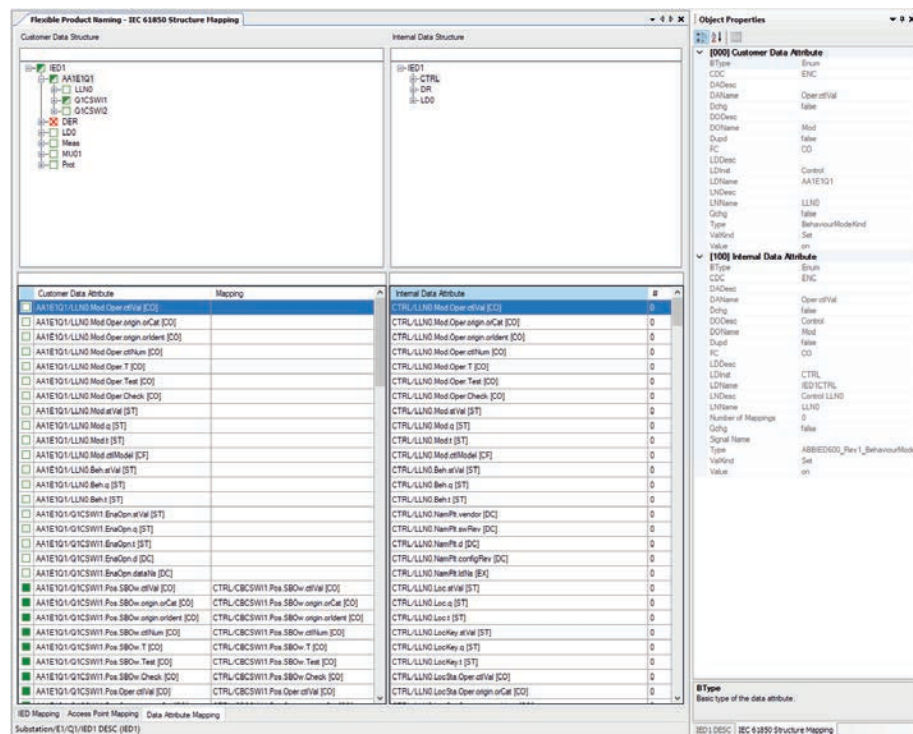 Flexible Product Naming - IEC 61850 Structure Mapping
Customer Data Structure
IED1
AA1E1Q1
LLN0
Q1CSWI1
Q1CSWI2
DER
LD0
Meas
MU01
Prot
Internal Data Structure
IED1
CTRL
DR
LD0
Customer Data Attribute Mapping
AA1E1Q1/LLN0.Mod.Oper.ctlVal [CO]
AA1E1Q1/LLN0.Mod.Oper.origin.orCat [CO]
AA1E1Q1/LLN0.Mod.Oper.origin.orIdent [CO]
AA1E1Q1/LLN0.Mod.Oper.ctlNum [CO]
AA1E1Q1/LLN0.Mod.Oper.T [CO]
AA1E1Q1/LLN0.Mod.Oper.Test [CO]
AA1E1Q1/LLN0.Mod.Oper.Check [CO]
AA1E1Q1/LLN0.Mod.stVal [ST]
AA1E1Q1/LLN0.Mod.q [ST]
AA1E1Q1/LLN0.Mod.t [ST]
AA1E1Q1/LLN0.Mod.ctlModel [CF]
AA1E1Q1/LLN0.Beh.stVal [ST]
AA1E1Q1/LLN0.Beh.q [ST]
AA1E1Q1/LLN0.Beh.t [ST]
AA1E1Q1/Q1CSWI1.EnaOpn.stVal [ST]
AA1E1Q1/Q1CSWI1.EnaOpn.q [ST]
AA1E1Q1/Q1CSWI1.EnaOpn.t [ST]
AA1E1Q1/Q1CSWI1.EnaOpn.d [DC]
AA1E1Q1/Q1CSWI1.EnaOpn.dataNs [DC]
AA1E1Q1/Q1CSWI1.Pos.SBOw.ctlVal [CO] CTRL/CBCSWI1.Pos.SBOw.ctlVal [CO]
AA1E1Q1/Q1CSWI1.Pos.SBOw.origin.orCat [CO] CTRL/CBCSWI1.Pos.SBOw.origin.orCat [CO]
AA1E1Q1/Q1CSWI1.Pos.SBOw.origin.orIdent [CO] CTRL/CBCSWI1.Pos.SBOw.origin.orIdent [CO]
AA1E1Q1/Q1CSWI1.Pos.SBOw.ctlNum [CO] CTRL/CBCSWI1.Pos.SBOw.ctlNum [CO]
AA1E1Q1/Q1CSWI1.Pos.SBOw.T [CO] CTRL/CBCSWI1.Pos.SBOw.T [CO]
AA1E1Q1/Q1CSWI1.Pos.SBOw.Test [CO] CTRL/CBCSWI1.Pos.SBOw.Test [CO]
AA1E1Q1/Q1CSWI1.Pos.SBOw.Check [CO] CTRL/CBCSWI1.Pos.SBOw.Check [CO]
AA1E1Q1/Q1CSWI1.Pos.Oper.ctlVal [CO] CTRL/CBCSWI1.Pos.Oper.ctlVal [CO]
Internal Data Attribute #
CTRL/LLN0.Mod.Oper.ctlVal [CO] 0
CTRL/LLN0.Mod.Oper.origin.orCat [CO] 0
CTRL/LLN0.Mod.Oper.origin.orIdent [CO] 0
CTRL/LLN0.Mod.Oper.ctlNum [CO] 0
CTRL/LLN0.Mod.Oper.T [CO] 0
CTRL/LLN0.Mod.Oper.Test [CO] 0
CTRL/LLN0.Mod.Oper.Check [CO] 0
CTRL/LLN0.Mod.stVal [ST] 0
CTRL/LLN0.Mod.q [ST] 0
CTRL/LLN0.Mod.t [ST] 0
CTRL/LLN0.Mod.ctlModel [CF] 0
CTRL/LLN0.Beh.stVal [ST] 0
CTRL/LLN0.Beh.q [ST] 0
CTRL/LLN0.Beh.t [ST] 0
CTRL/LLN0.NamPlt.vendor [DC] 0
CTRL/LLN0.NamPlt.swRev [DC] 0
CTRL/LLN0.NamPlt.d [DC] 0
CTRL/LLN0.NamPlt.configRev [DC] 0
CTRL/LLN0.NamPlt.ldNs [EX] 0
CTRL/LLN0.Loc.stVal [ST] 0
CTRL/LLN0.Loc.q [ST] 0
CTRL/LLN0.Loc.t [ST] 0
CTRL/LLN0.LocKey.stVal [ST] 0
CTRL/LLN0.LocKey.q [ST] 0
CTRL/LLN0.LocKey.t [ST] 0
CTRL/LLN0.LocSta.Oper.ctlVal [CO] 0
CTRL/LLN0.LocSta.Oper.origin.orCat [CO] 0
IED Mapping Access Point Mapping Data Attribute Mapping
Substation/E1/Q1/IED1 DESC (IED1)
Object Properties
[000] Customer Data Attribute
BType Enum
CDC ENC
DADesc
DAName Oper.ctlVal
Dchg false
DODesc
DOName Mod
Dupd false
FC CO
LDDesc
LDInst Control
LDName AA1E1Q1
LNDesc
LNName LLN0
Qchg false
Type BehaviourModeKind
ValKind Set
Value on
[100] Internal Data Attribute
BType Enum
CDC ENC
DADesc
DAName Oper.ctlVal
Dchg false
DODesc Control
DOName Mod
Dupd false
FC CO
LDDesc
LDInst CTRL
LDName IED1CTRL
LNDesc Control LLN0
LNName LLN0
Number of Mappings 0
Qchg false
Signal Name
Type ABBIED600_Rev1_BehaviourMode
ValKind Set
Value on
BType
Basic type of the data attribute.
IED1 DESC IEC 61850 Structure Mapping